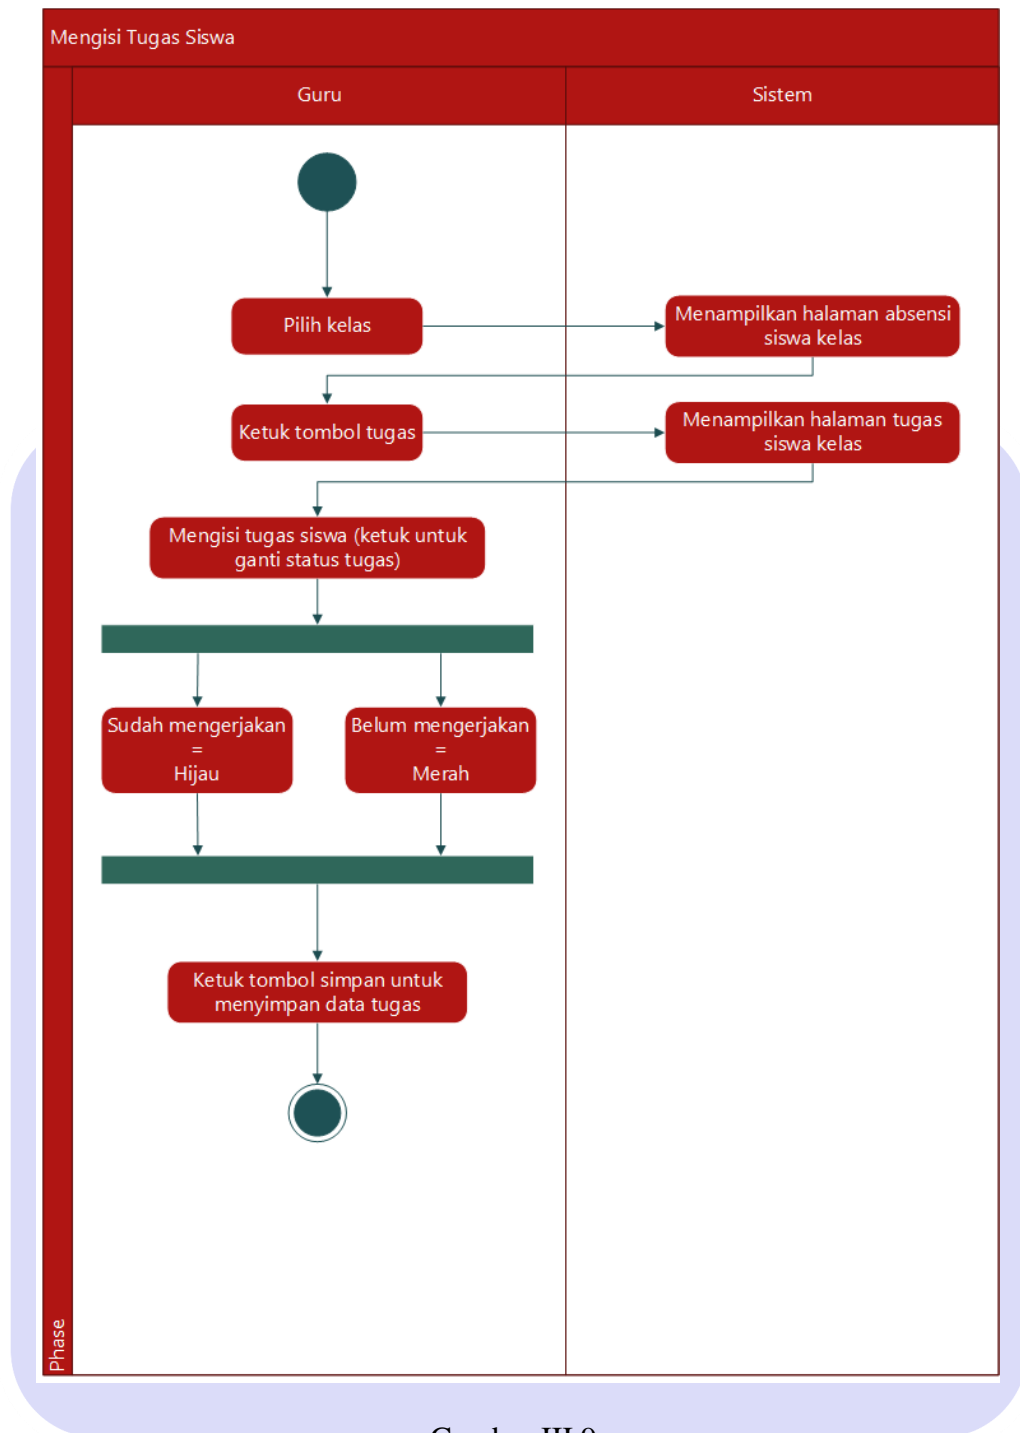 Mengisi Tugas Siswa
Guru
Sistem
Pilih kelas
Menampilkan halaman absensi
siswa kelas
Ketuk tombol tugas
Menampilkan halaman tugas
siswa kelas
Mengisi tugas siswa (ketuk untuk
ganti status tugas)
Sudah mengerjakan
=
Hijau
Belum mengerjakan
=
Merah
Ketuk tombol simpan untuk
menyimpan data tugas
Phase